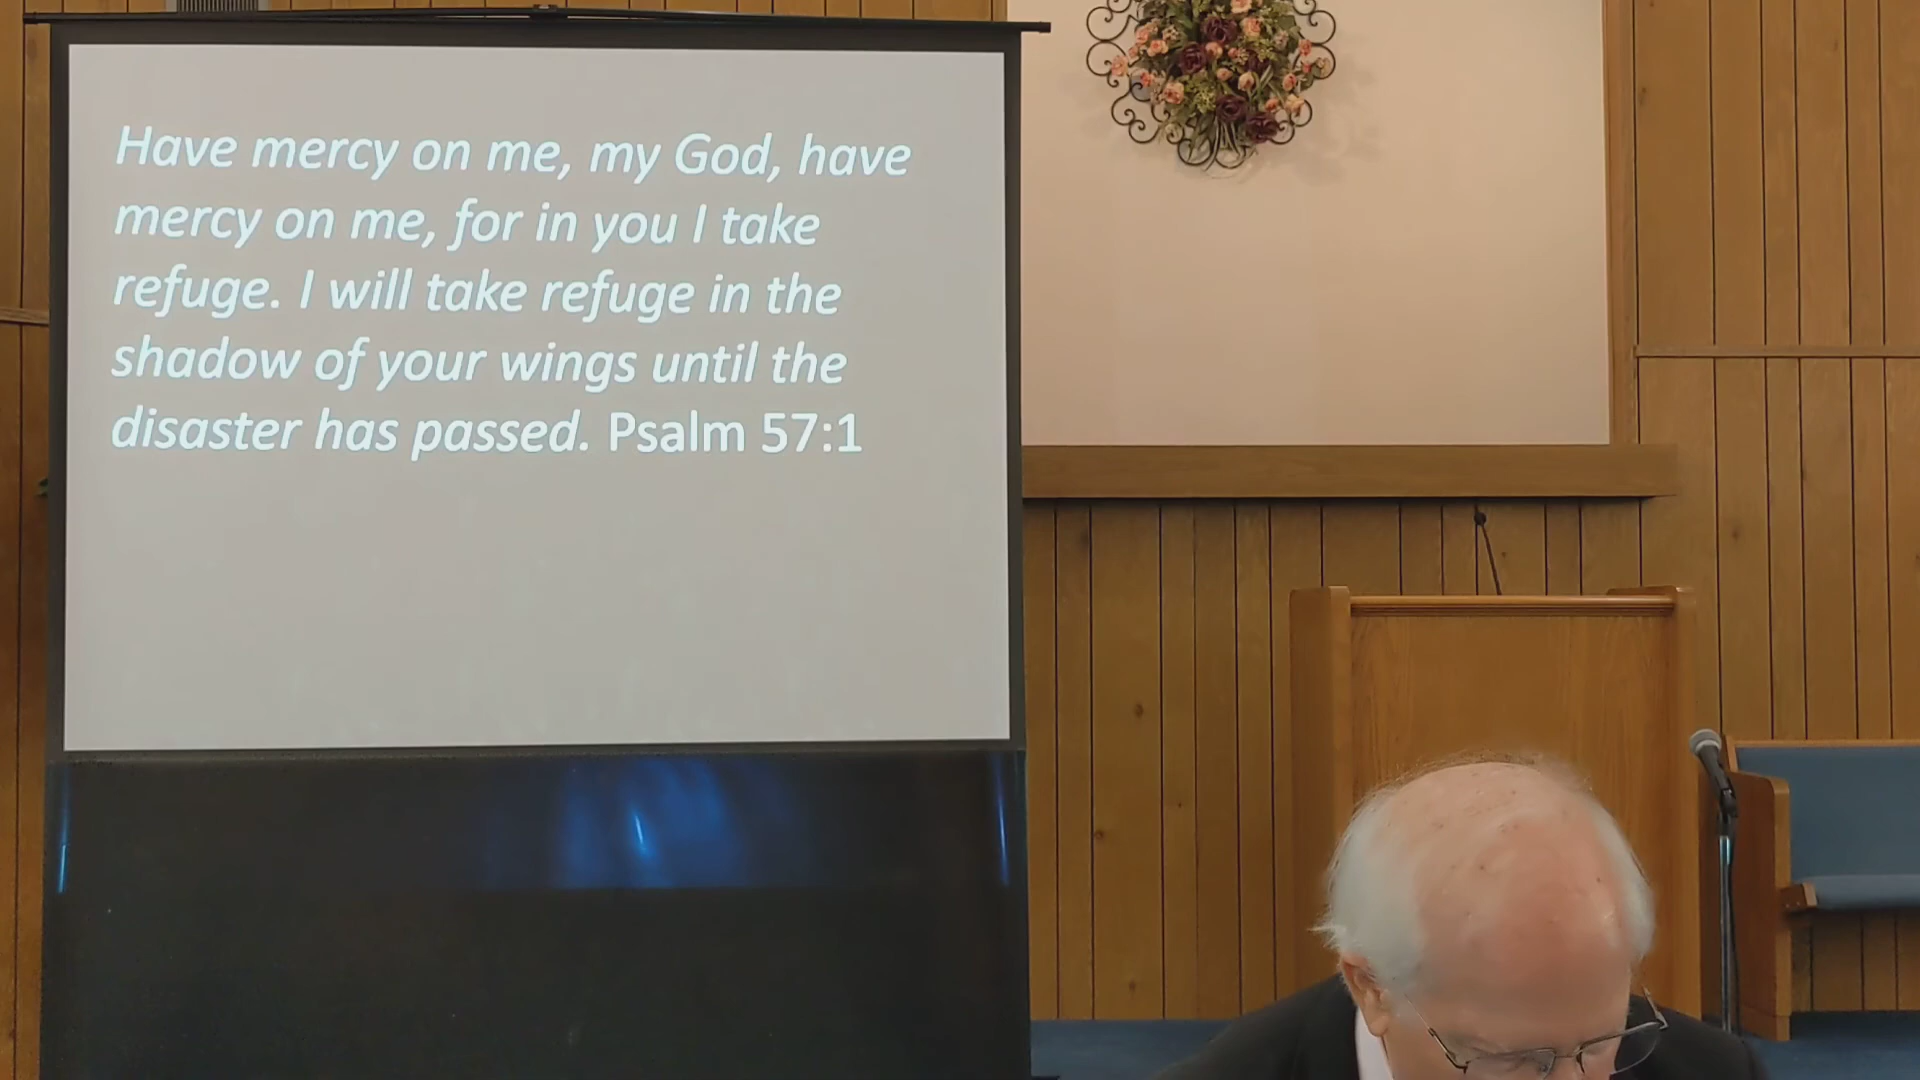 Have mercy on me, my God, have
mercy on me, for in you I take
refuge. I will take refuge in the
shadow of your wings until the
disaster has passed. Psalm 57:1